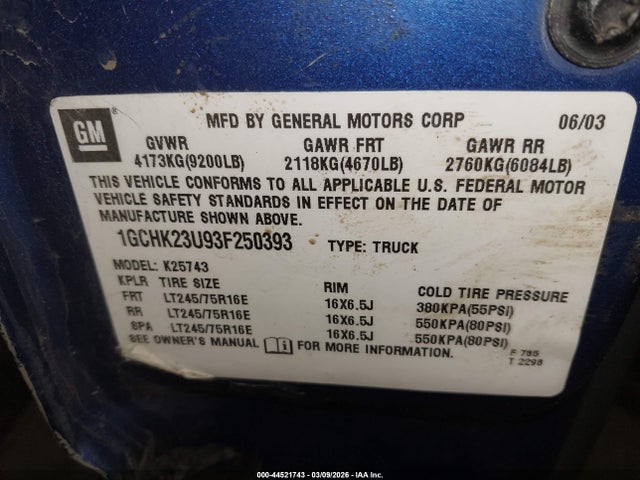 GM
MFD BY GENERAL MOTORS CORP 06/03
GVWR GAWR FRT GAWR RR
4173KG(9200LB) 2118KG(4670LB) 2760KG(6084LB)
THIS VEHICLE CONFORMS TO ALL APPLICABLE U.S. FEDERAL MOTOR
VEHICLE SAFETY STANDARDS IN EFFECT ON THE DATE OF
MANUFACTURE SHOWN ABOVE.
1GCHK23U93F250393 TYPE: TRUCK
MODEL: K25743
KPLR TIRE SIZE RIM COLD TIRE PRESSURE
FRT LT245/75R16E 16X6.5J 380KPA(55PSI)
RR LT245/75R16E 16X6.5J 550KPA(80PSI)
SPA LT245/75R16E 16X6.5J 550KPA(80PSI)
SEE OWNER'S MANUAL FOR MORE INFORMATION.
F 795
T 2298
000-44521743 | 03/09/2026 | IAA Inc.